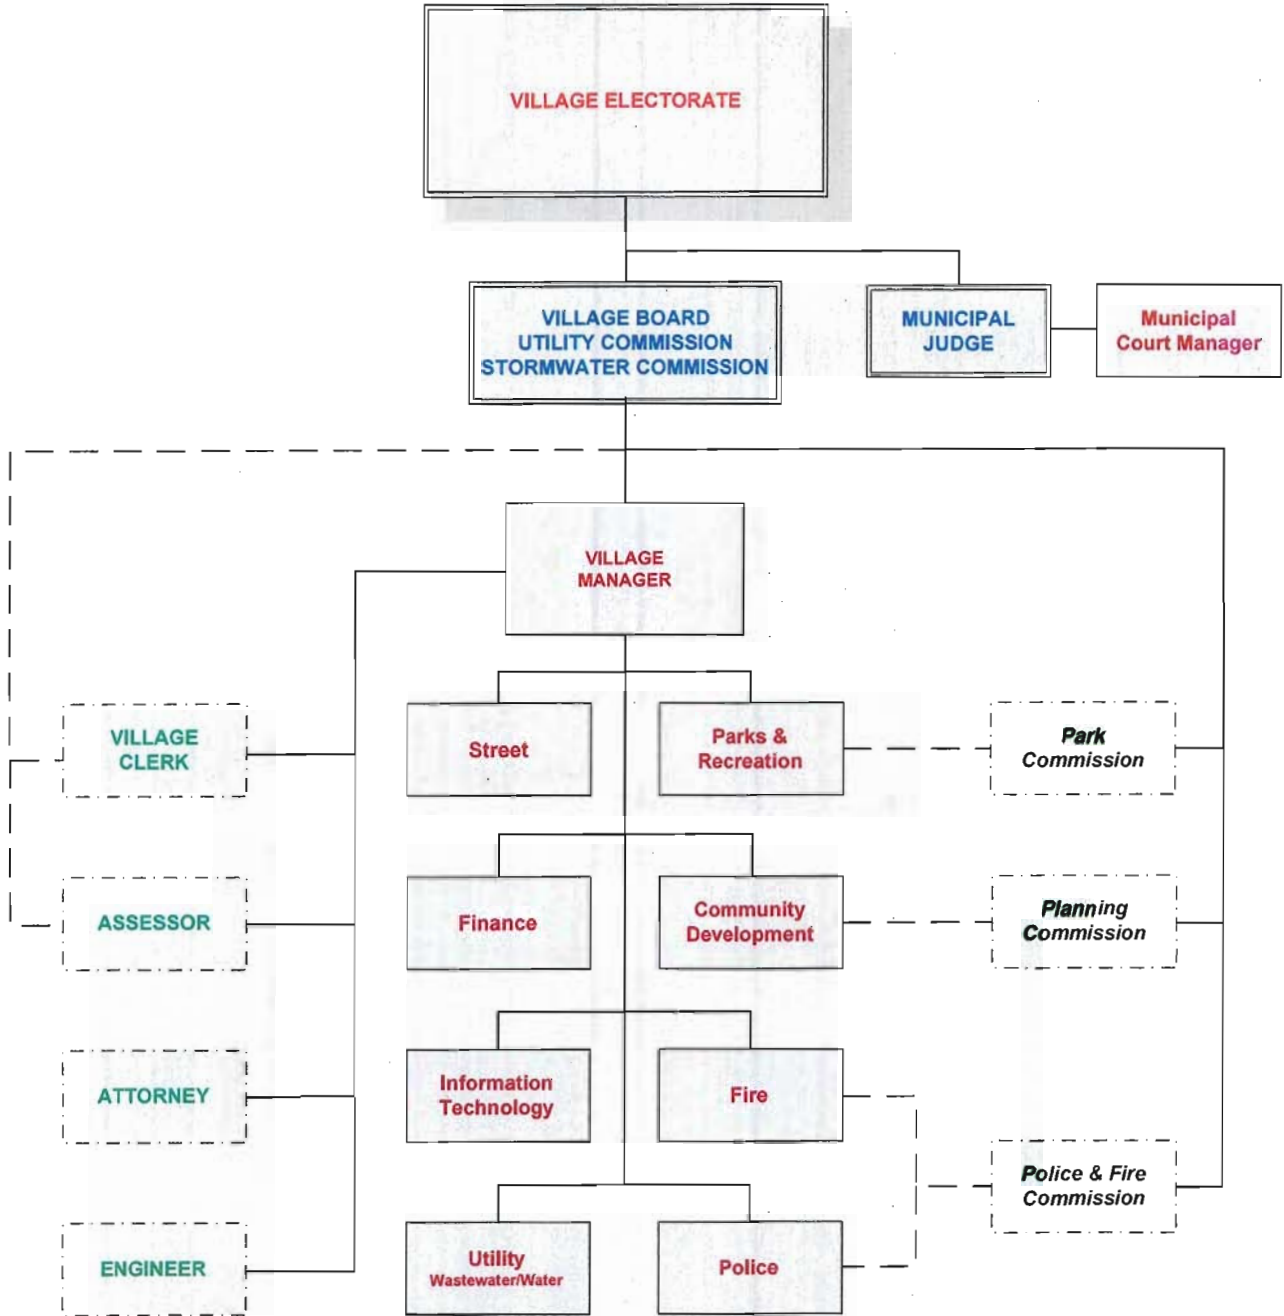 VILLAGE ELECTORATE
VILLAGE BOARD
UTILITY COMMISSION
STORMWATER COMMISSION
MUNICIPAL
JUDGE
Municipal
Court Manager
VILLAGE
MANAGER
VILLAGE
CLERK
Street
Parks &
Recreation
Park
Commission
ASSESSOR
Finance
Community
Development
Planning
Commission
ATTORNEY
Information
Technology
Fire
Police & Fire
Commission
ENGINEER
Utility
Wastewater/Water
Police